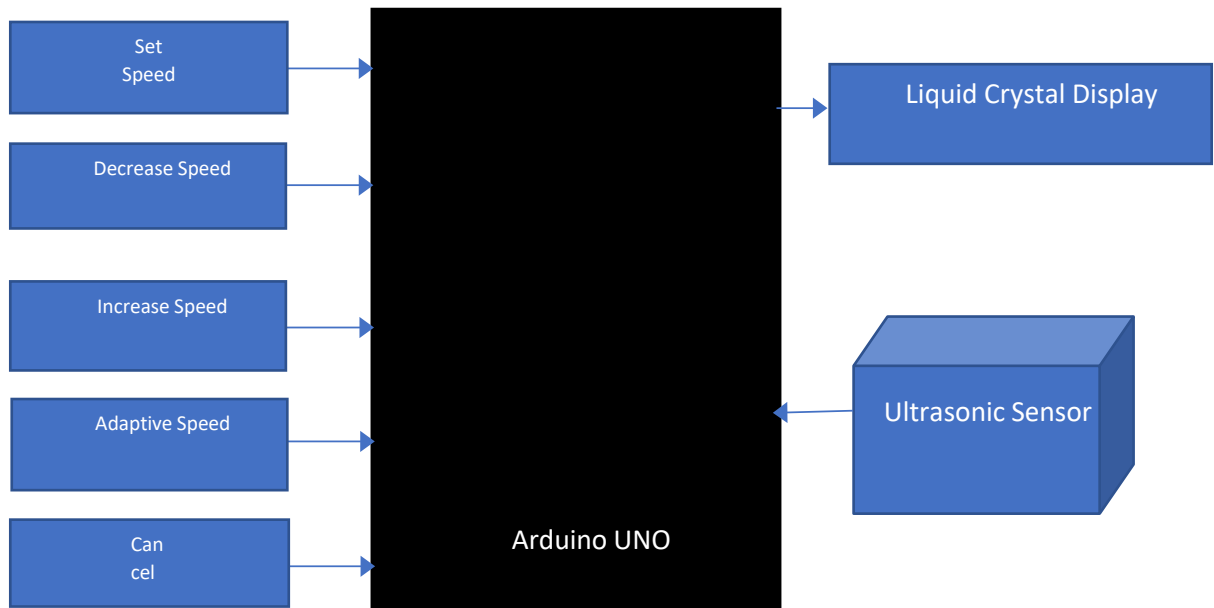 Set
Speed
Decrease Speed
Increase Speed
Adaptive Speed
Can
cel
Arduino UNO
Liquid Crystal Display
Ultrasonic Sensor